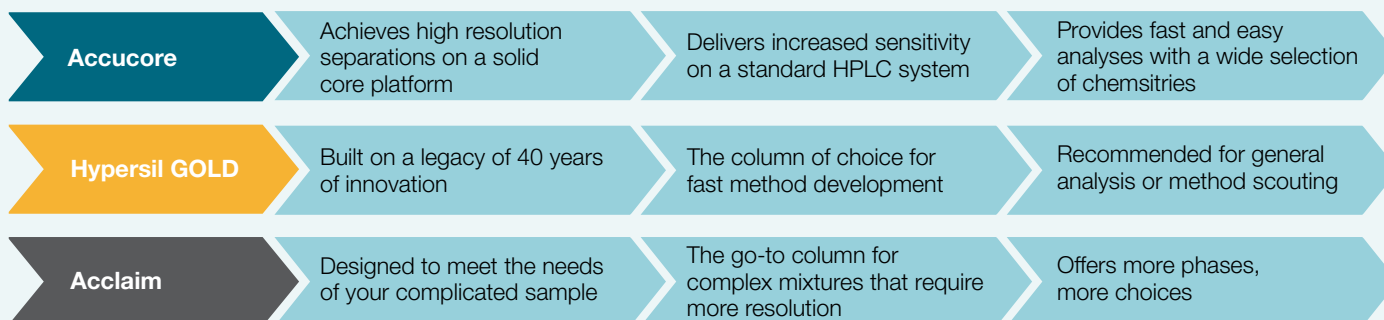 Accucore
Achieves high resolution
separations on a solid
core platform
Delivers increased sensitivity
on a standard HPLC system
Provides fast and easy
analyses with a wide selection
of chemsitries
Hypersil GOLD
Built on a legacy of 40 years
of innovation
The column of choice for
fast method development
Recommended for general
analysis or method scouting
Acclaim
Designed to meet the needs
of your complicated sample
The go-to column for
complex mixtures that require
more resolution
Offers more phases,
more choices